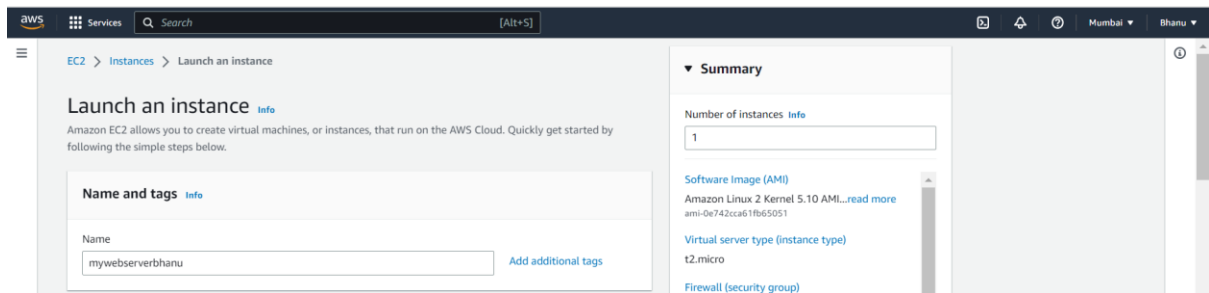 aws Services Search [Alt+S] Mumbai ▼ Bhanu ▼
EC2 > Instances > Launch an instance
Launch an instance Info
Amazon EC2 allows you to create virtual machines, or instances, that run on the AWS Cloud. Quickly get started by
following the simple steps below.
Name and tags Info
Name
mywebserverbhanu Add additional tags
▼ Summary
Number of instances Info
1
Software Image (AMI)
Amazon Linux 2 Kernel 5.10 AMI...read more
ami-0e742cca61fb65051
Virtual server type (instance type)
t2.micro
Firewall (security group)